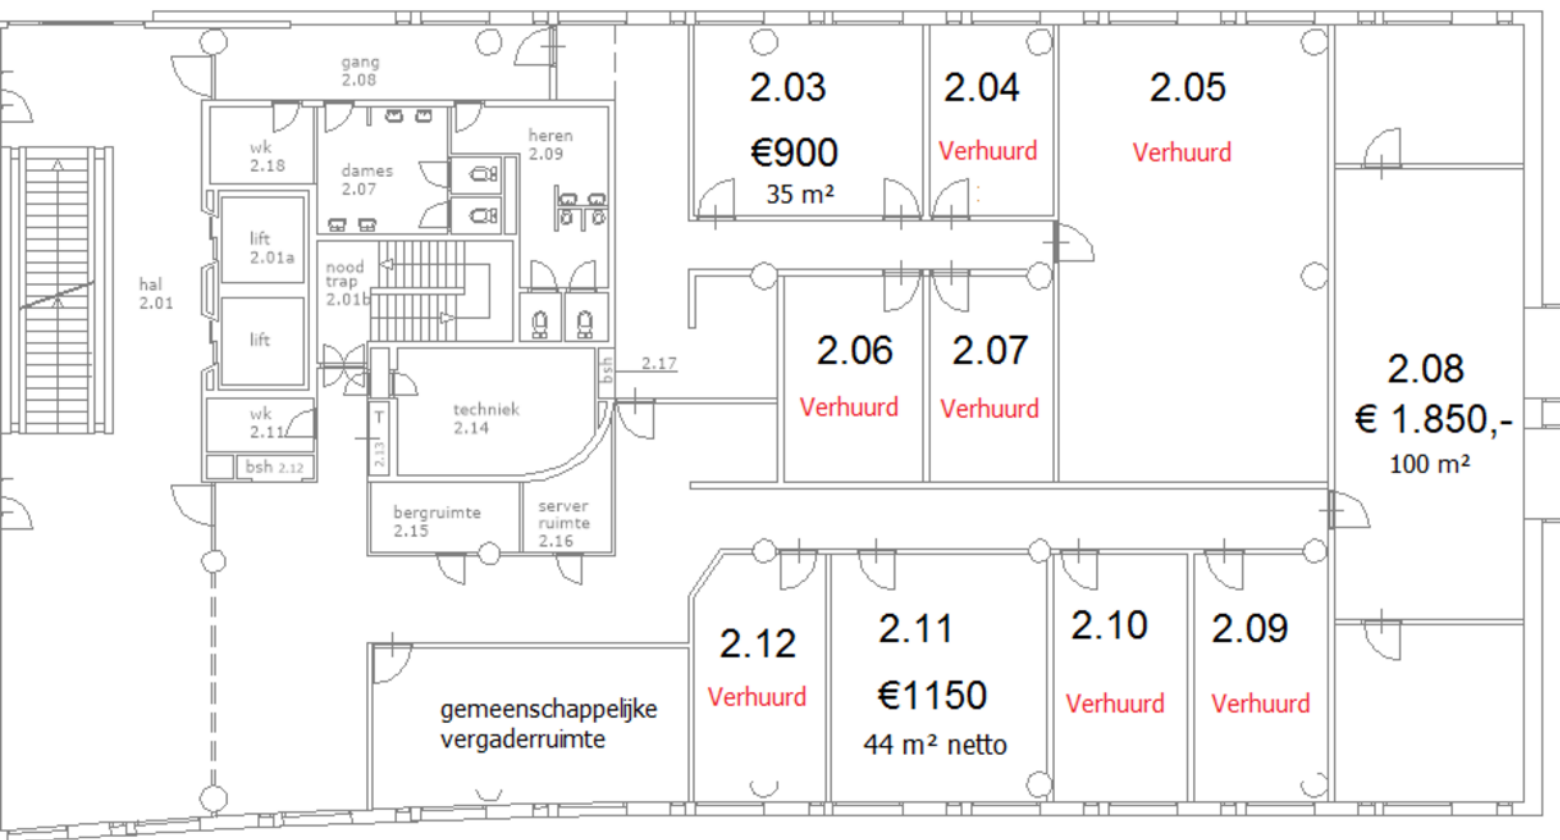 gang
2.08
wk
2.18
dames
2.07
heren
2.09
lift
2.01a
nood
trap
2.01b
hal
2.01
lift
wk
2.11
bsh 2.12
T
2.13
techniek
2.14
bsh
2.17
bergruimte
2.15
server
ruimte
2.16
2.03
€900
35 m²
2.04
Verhuurd
2.05
Verhuurd
2.06
Verhuurd
2.07
Verhuurd
2.08
€ 1.850,-
100 m²
2.12
Verhuurd
2.11
€1150
44 m² netto
2.10
Verhuurd
2.09
Verhuurd
gemeenschappelijke
vergaderruimte